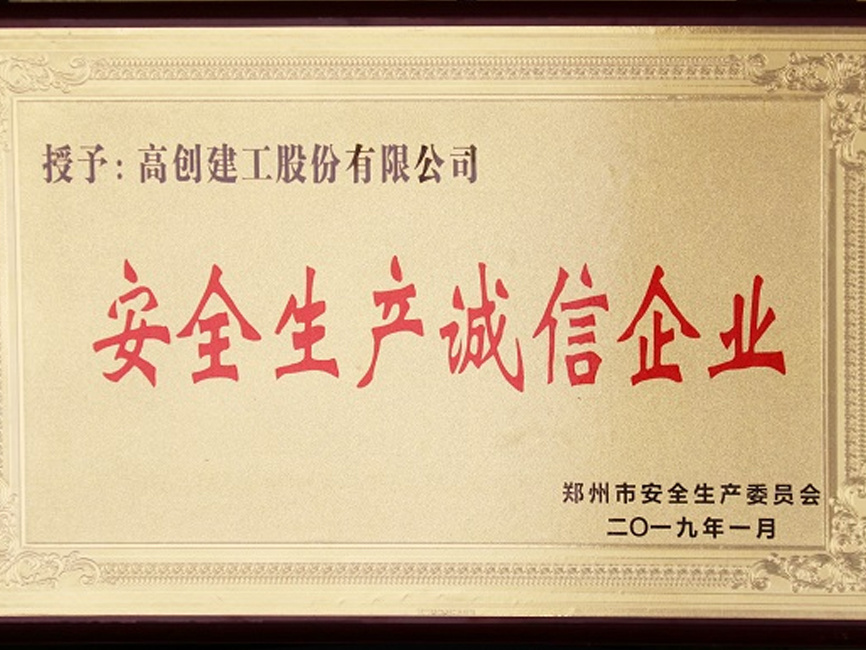 授予：高创建工股份有限公司
安全生产诚信企业
郑州市安全生产委员会
二〇一九年一月